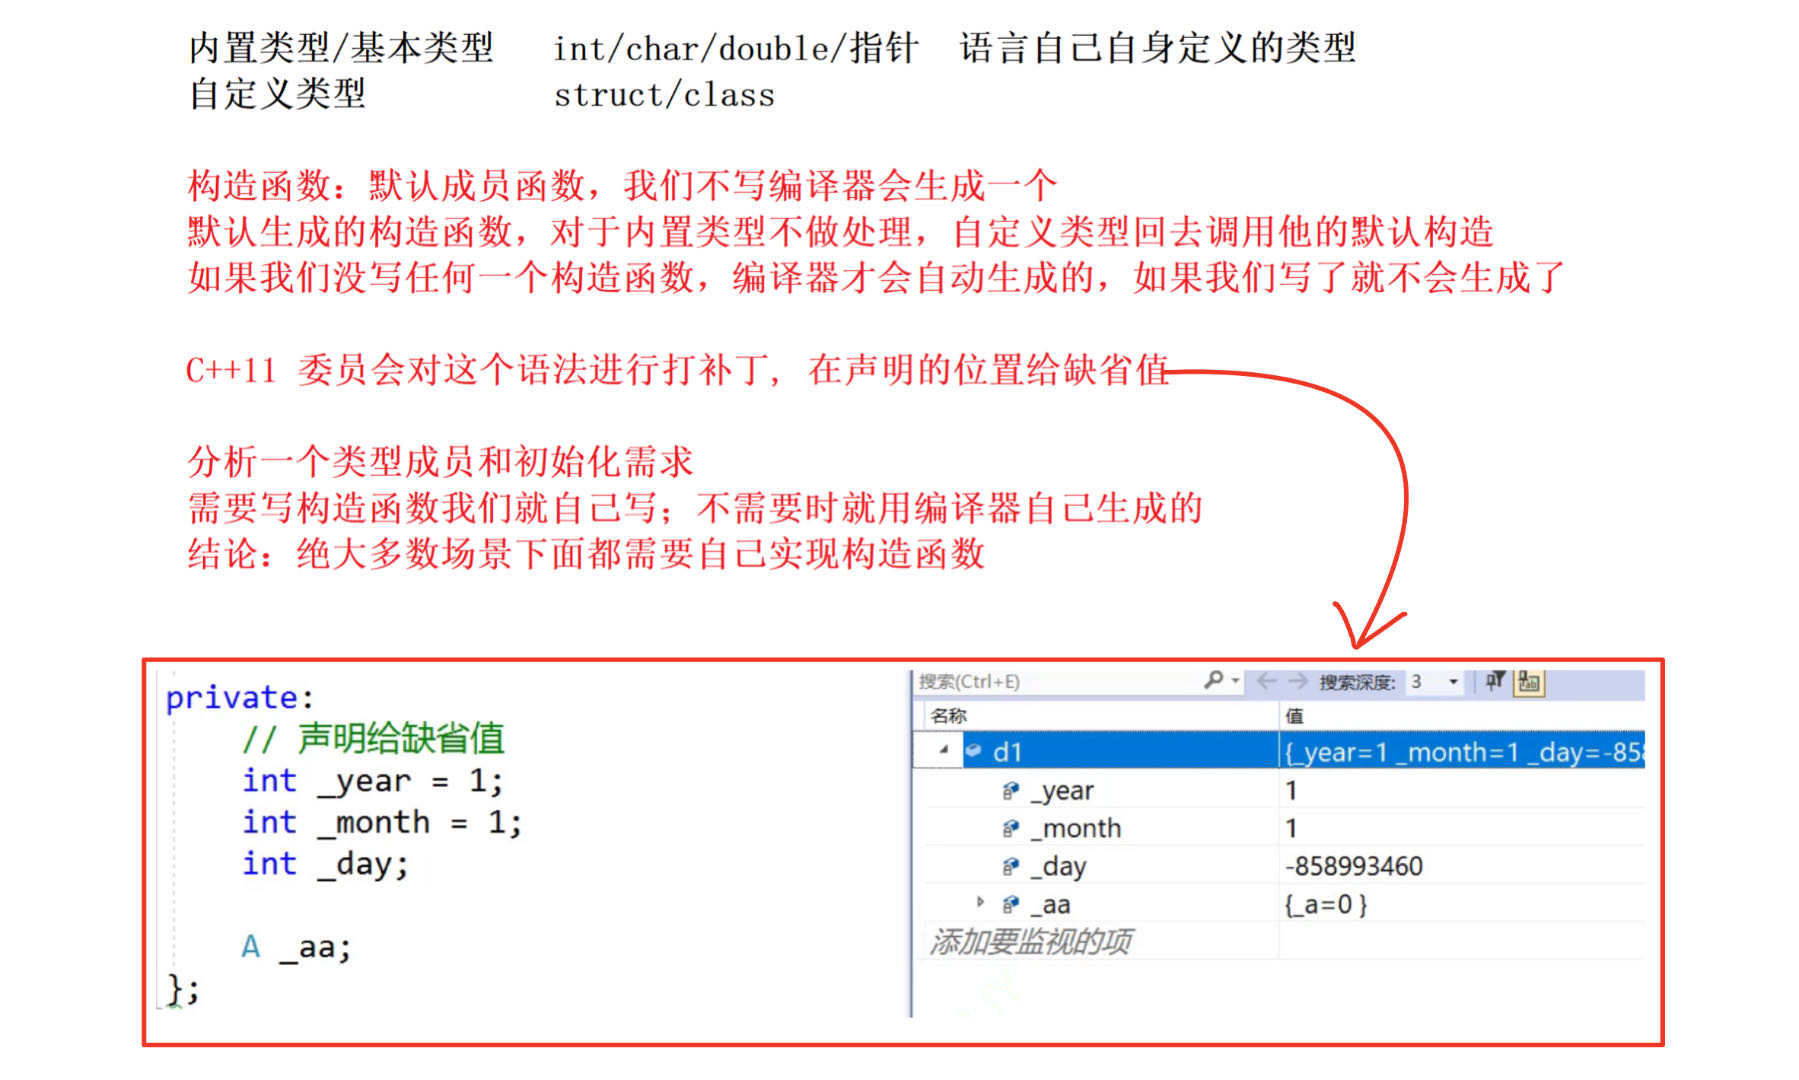 内置类型/基本类型 int/char/double/指针 语言自己自身定义的类型
自定义类型 struct/class
构造函数：默认成员函数，我们不写编译器会生成一个
默认生成的构造函数，对于内置类型不做处理，自定义类型回去调用他的默认构造
如果我们没写任何一个构造函数，编译器才会自动生成的，如果我们写了就不会生成了
C++11 委员会对这个语法进行打补丁，在声明的位置给缺省值
分析一个类型成员和初始化需求
需要写构造函数我们就自己写；不需要时就用编译器自己生成的
结论：绝大多数场景下面都需要自己实现构造函数
private:
// 声明给缺省值
int _year = 1;
int _month = 1;
int _day;
A _aa;
};
搜索(Ctrl+E) 搜索深度: 3
名称 值
d1 {_year=1 _month=1 _day=-85
_year 1
_month 1
_day -858993460
_aa {_a=0 }
添加要监视的项